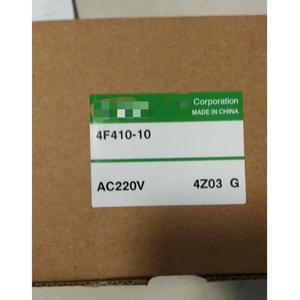 Corporation
MADE IN CHINA
4F410-10
AC220V 4Z03 G